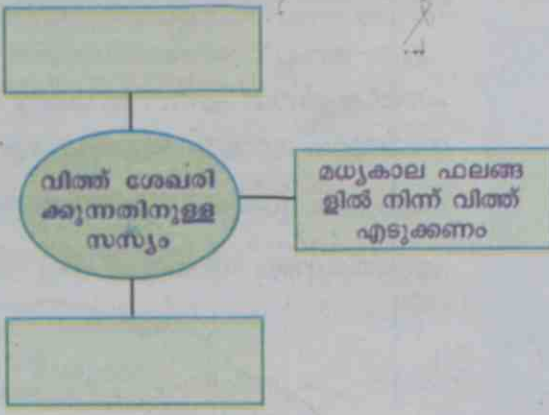 വിത്ത് ശേഖരി
ക്കുന്നതിനുള്ള
സസ്യം
മധ്യകാല ഫലങ്ങ
ളിൽ നിന്ന് വിത്ത്
എടുക്കണം